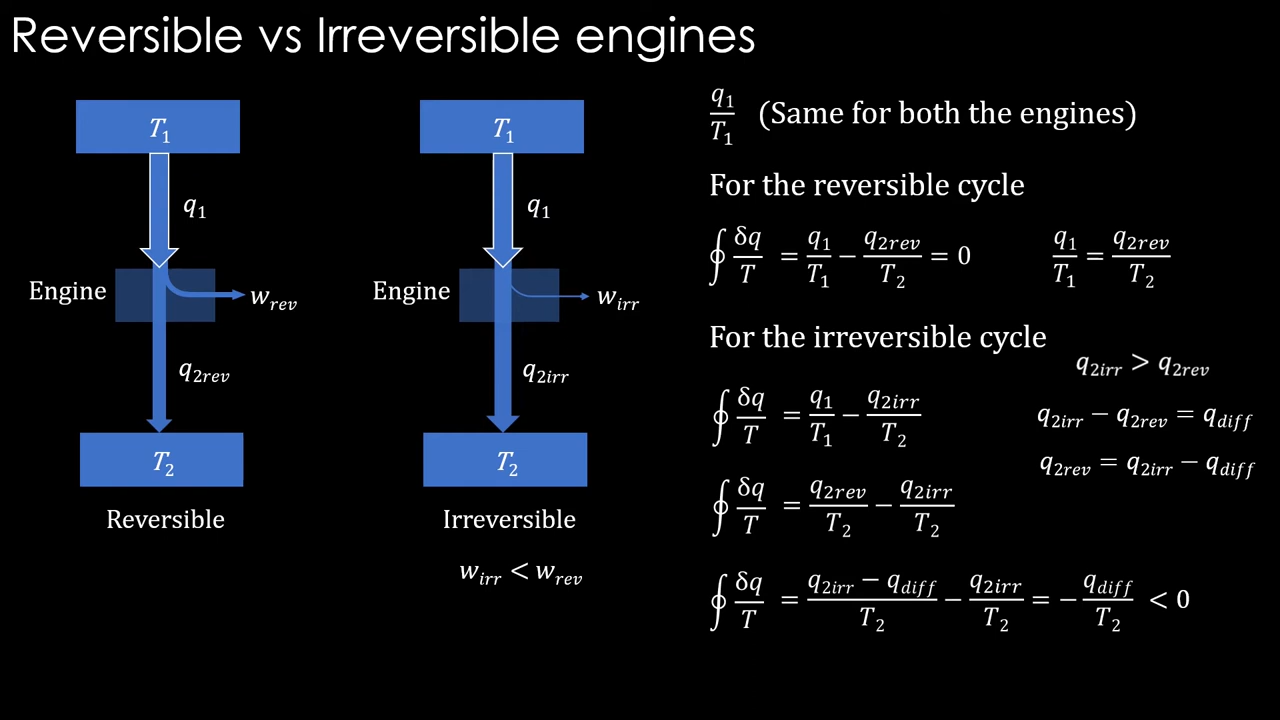 Reversible vs Irreversible engines
T₁
q₁
Engine
w_rev
q_2rev
T₂
Reversible
T₁
q₁
Engine
w_irr
q_2irr
T₂
Irreversible
w_irr < w_rev
q₁/T₁ (Same for both the engines)
For the reversible cycle
∮ δq/T = q₁/T₁ − q_2rev/T₂ = 0
q₁/T₁ = q_2rev/T₂
For the irreversible cycle
q_2irr > q_2rev
∮ δq/T = q₁/T₁ − q_2irr/T₂
q_2irr − q_2rev = q_diff
q_2rev = q_2irr − q_diff
∮ δq/T = q_2rev/T₂ − q_2irr/T₂
∮ δq/T = (q_2irr − q_diff)/T₂ − q_2irr/T₂ = − q_diff/T₂ < 0